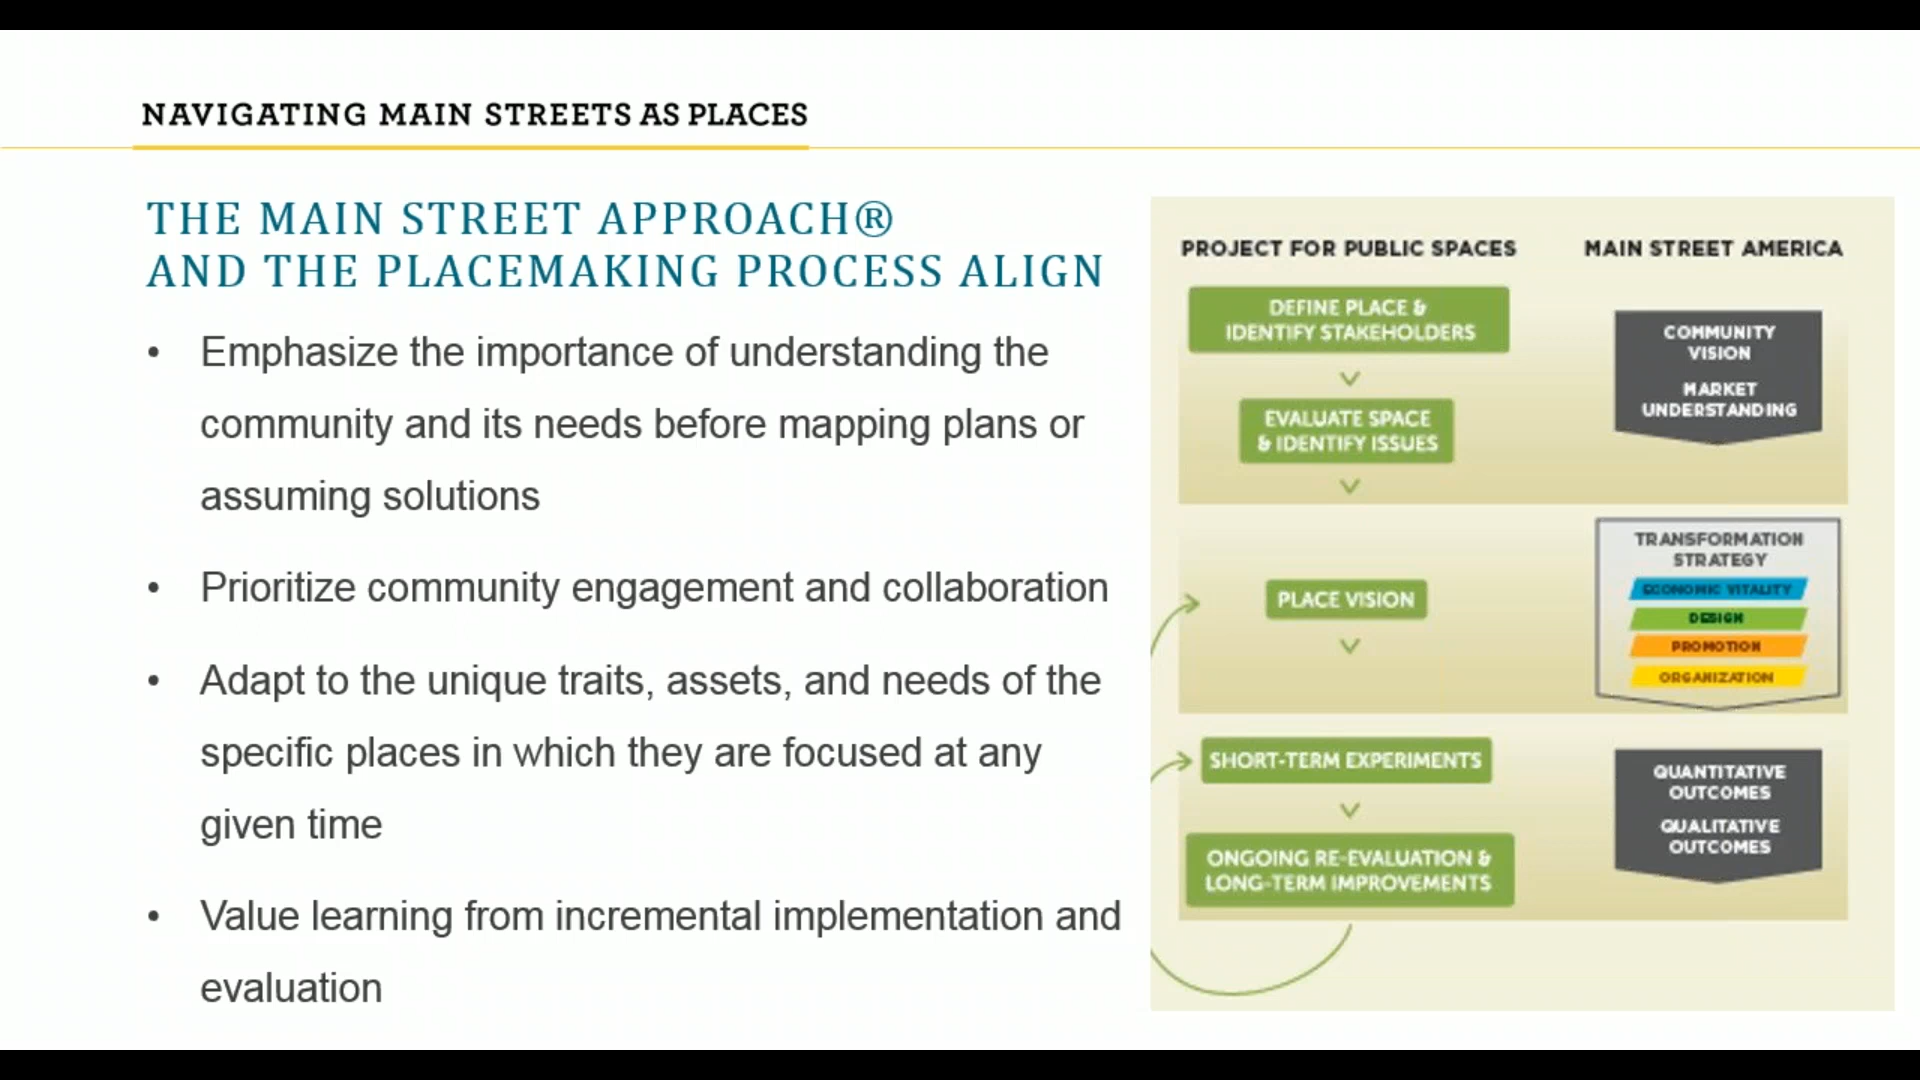 NAVIGATING MAIN STREETS AS PLACES
THE MAIN STREET APPROACH®
AND THE PLACEMAKING PROCESS ALIGN
• Emphasize the importance of understanding the
community and its needs before mapping plans or
assuming solutions
• Prioritize community engagement and collaboration
• Adapt to the unique traits, assets, and needs of the
specific places in which they are focused at any
given time
• Value learning from incremental implementation and
evaluation
PROJECT FOR PUBLIC SPACES
DEFINE PLACE &
IDENTIFY STAKEHOLDERS
EVALUATE SPACE
& IDENTIFY ISSUES
PLACE VISION
SHORT-TERM EXPERIMENTS
ONGOING RE-EVALUATION &
LONG-TERM IMPROVEMENTS
MAIN STREET AMERICA
COMMUNITY
VISION
MARKET
UNDERSTANDING
TRANSFORMATION
STRATEGY
ECONOMIC VITALITY
DESIGN
PROMOTION
ORGANIZATION
QUANTITATIVE
OUTCOMES
QUALITATIVE
OUTCOMES